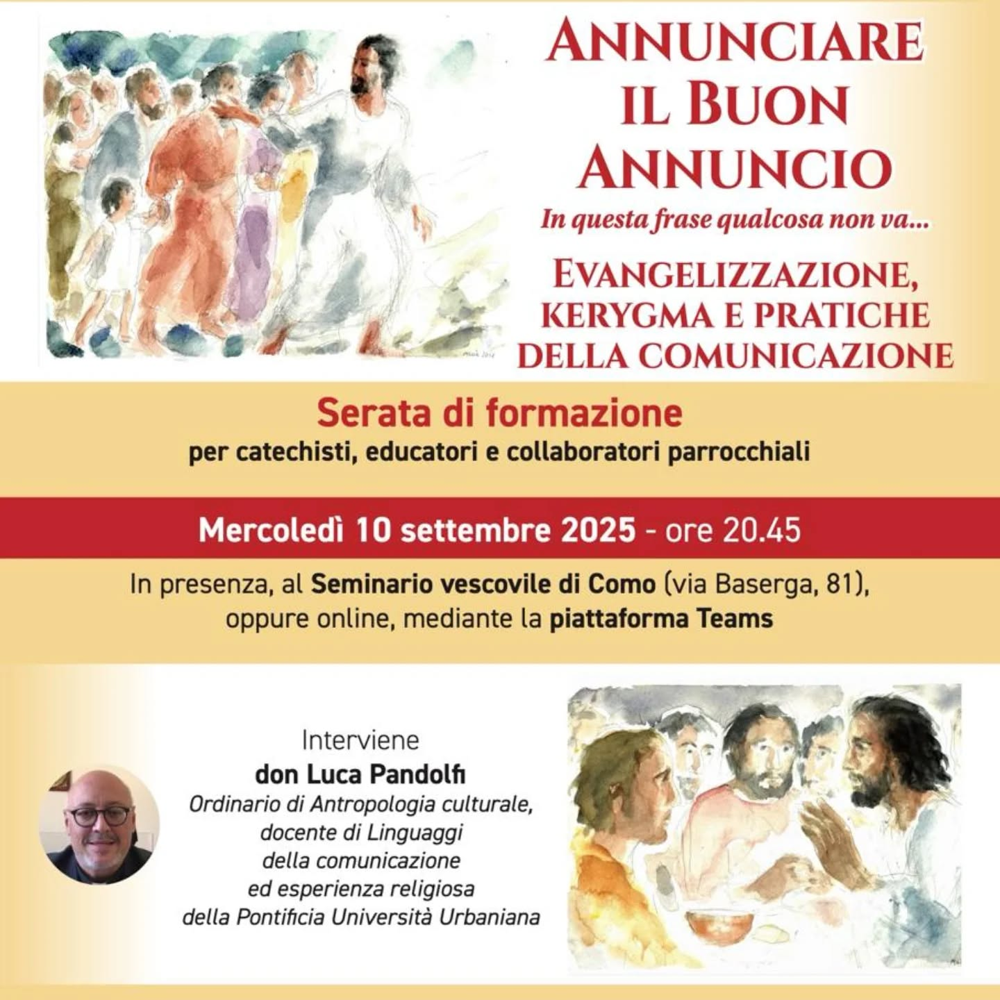 Annunciare
il Buon
Annuncio
In questa frase qualcosa non va...
Evangelizzazione,
kerygma e pratiche
della comunicazione
Serata di formazione
per catechisti, educatori e collaboratori parrocchiali
Mercoledì 10 settembre 2025 - ore 20.45
In presenza, al Seminario vescovile di Como (via Baserga, 81),
oppure online, mediante la piattaforma Teams
Interviene
don Luca Pandolfi
Ordinario di Antropologia culturale,
docente di Linguaggi
della comunicazione
ed esperienza religiosa
della Pontificia Università Urbaniana